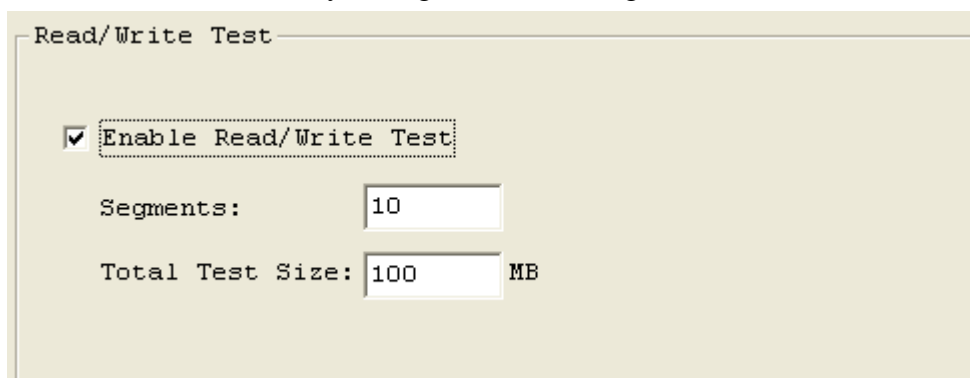 Read/Write Test
Enable Read/Write Test
Segments: 10
Total Test Size: 100 MB